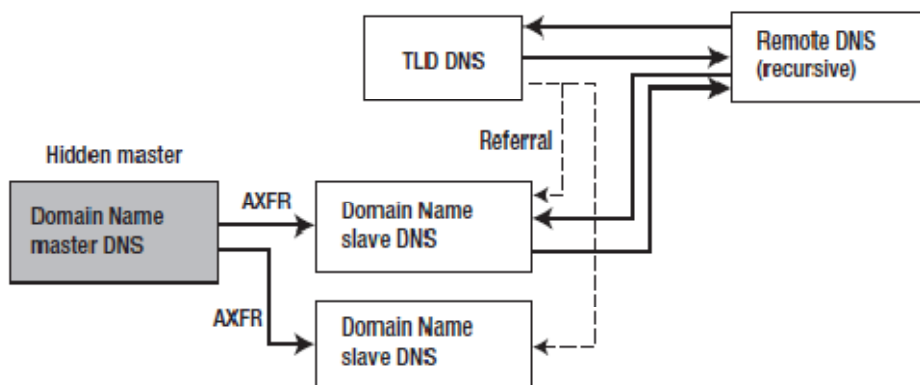 TLD DNS
Remote DNS
(recursive)
Referral
Hidden master
Domain Name
master DNS
AXFR
Domain Name
slave DNS
AXFR
Domain Name
slave DNS